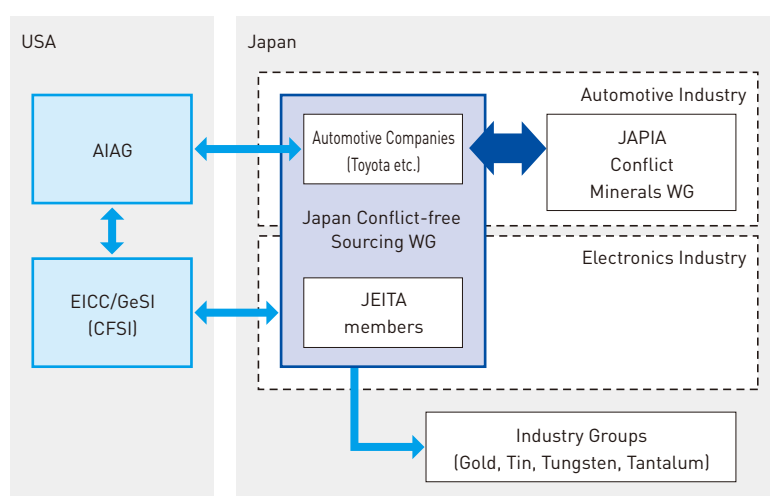 USA
Japan
Automotive Industry
AIAG
Automotive Companies
(Toyota etc.)
JAPIA
Conflict
Minerals WG
Japan Conflict-free
Sourcing WG
Electronics Industry
EICC/GeSI
(CFSI)
JEITA
members
Industry Groups
(Gold, Tin, Tungsten, Tantalum)